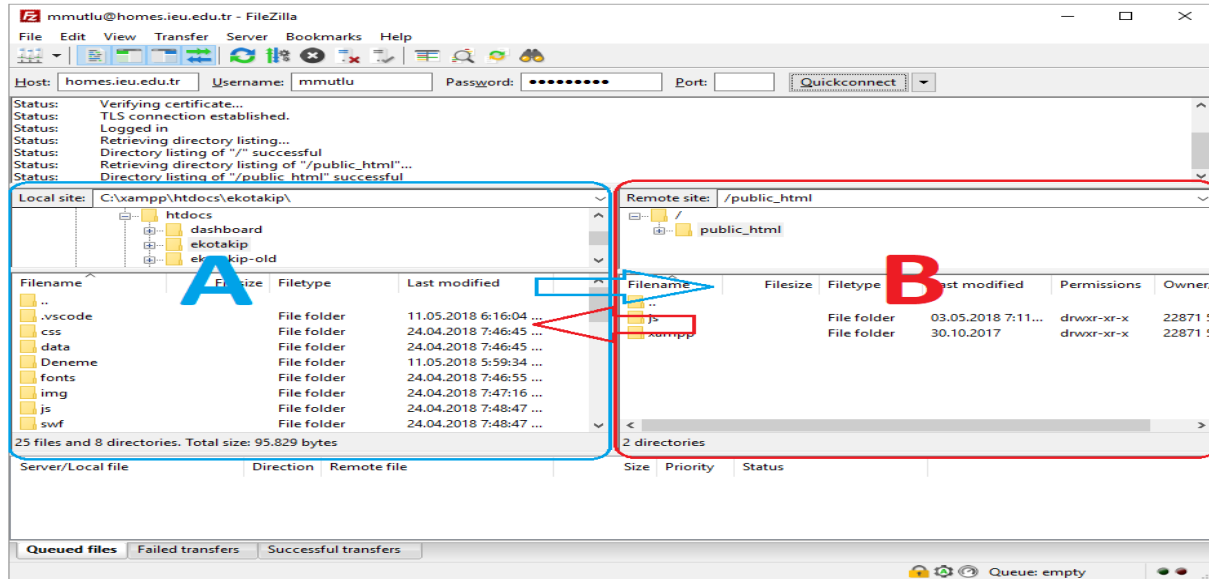 mmutlu@homes.ieu.edu.tr - FileZilla
File Edit View Transfer Server Bookmarks Help
Host: homes.ieu.edu.tr Username: mmutlu Password: ●●●●●●●●● Port: Quickconnect
Status: Verifying certificate...
Status: TLS connection established.
Status: Logged in
Status: Retrieving directory listing...
Status: Directory listing of "/" successful
Status: Retrieving directory listing of "/public_html"...
Status: Directory listing of "/public_html" successful
Local site: C:\xampp\htdocs\ekotakip\
htdocs
dashboard
ekotakip
ekotakip-old
A
Filename Filesize Filetype Last modified
..
.vscode File folder 11.05.2018 6:16:04 ...
css File folder 24.04.2018 7:46:45 ...
data File folder 24.04.2018 7:46:45 ...
Deneme File folder 11.05.2018 5:59:34 ...
fonts File folder 24.04.2018 7:46:55 ...
img File folder 24.04.2018 7:47:16 ...
js File folder 24.04.2018 7:48:47 ...
swf File folder 24.04.2018 7:48:47 ...
25 files and 8 directories. Total size: 95.829 bytes
Remote site: /public_html
/
public_html
B
Filename Filesize Filetype Last modified Permissions Owner/
..
js File folder 03.05.2018 7:11... drwxr-xr-x 22871 5
xampp File folder 30.10.2017 drwxr-xr-x 22871 5
2 directories
Server/Local file Direction Remote file Size Priority Status
Queued files Failed transfers Successful transfers
Queue: empty